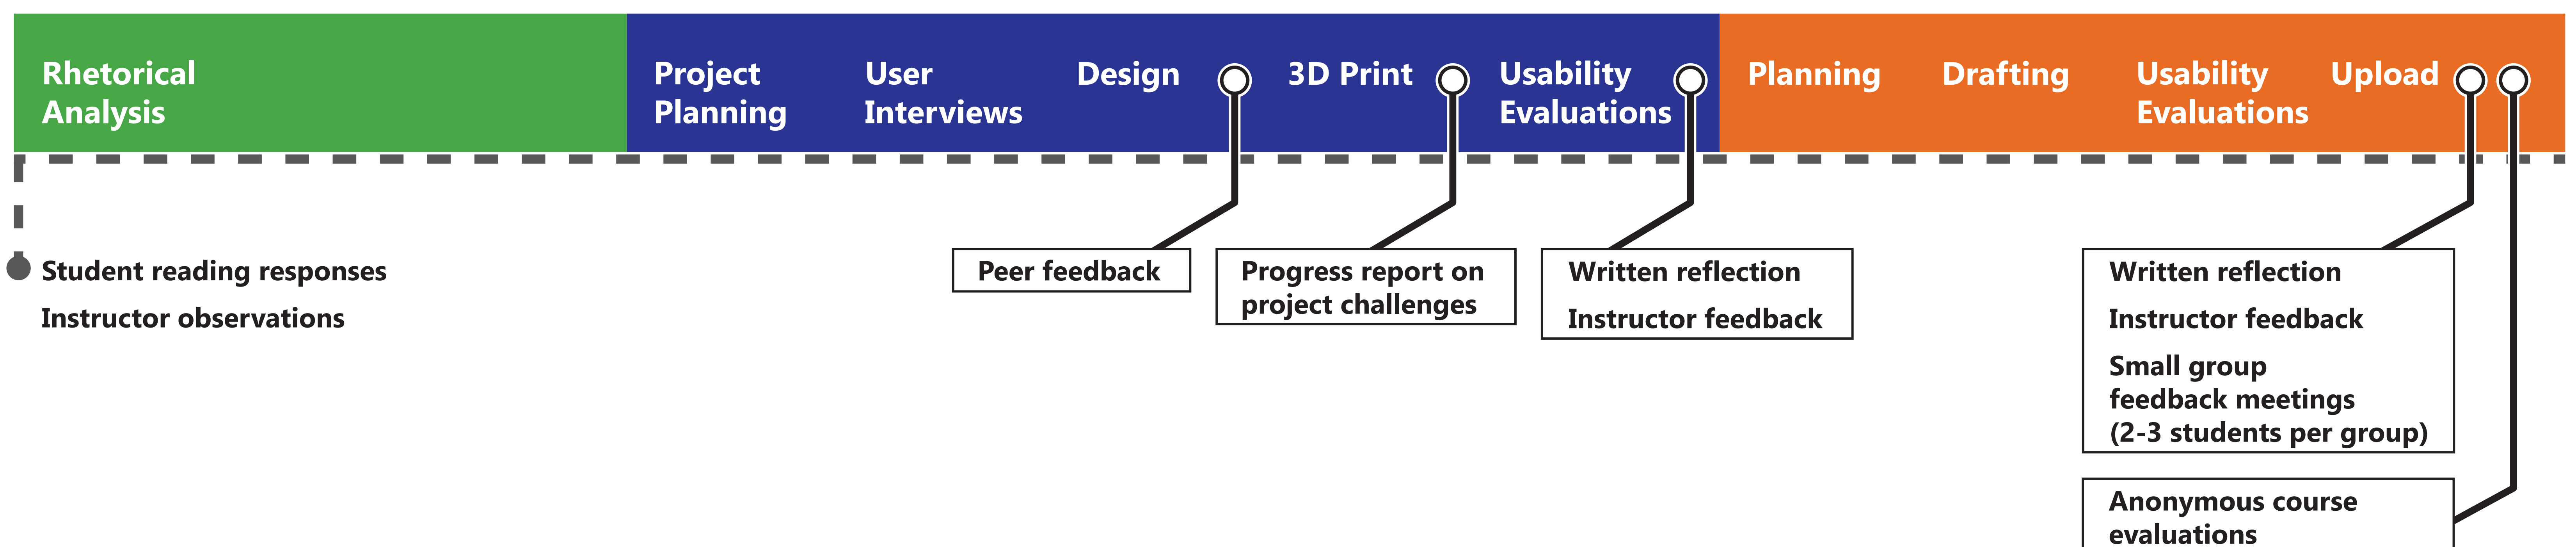 Rhetorical
Analysis
Project
Planning
User
Interviews
Design
3D Print
Usability
Evaluations
Planning
Drafting
Usability
Evaluations
Upload
Student reading responses
Instructor observations
Peer feedback
Progress report on
project challenges
Written reflection
Instructor feedback
Written reflection
Instructor feedback
Small group
feedback meetings
(2-3 students per group)
Anonymous course
evaluations